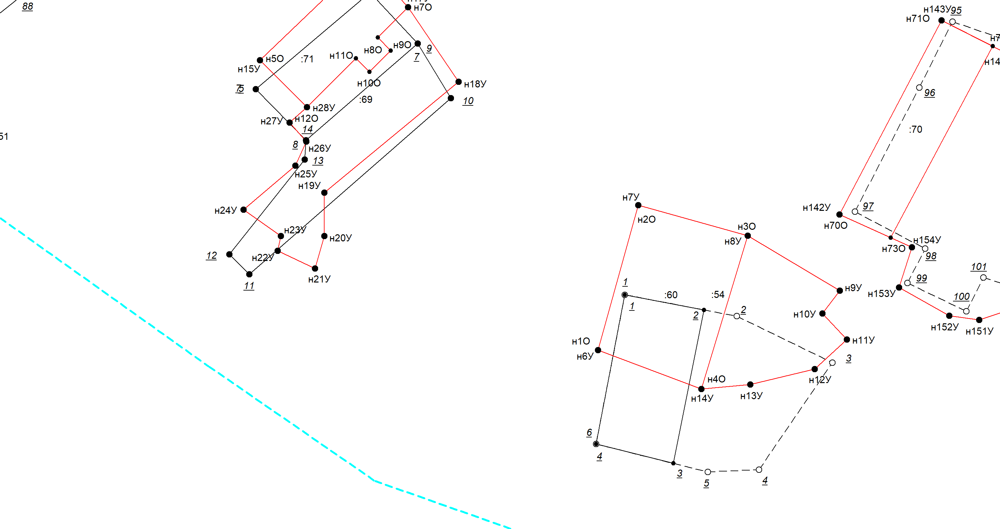 88
н7О
н143У
95
н71О
н14
9
н9О
н8О
7
н11О
:71
н5О
н15У
н10О
н18У
75
96
:69
10
н28У
н12О
н27У
14
:70
51
8
н26У
13
н25У
н19У
н7У
97
н142У
н24У
н2О
н3О
н70О
н23У
н20У
н8У
н154У
н73О
12
н22У
98
101
н21У
99
11
1
н9У
:60
:54
н153У
100
1
2
2
н10У
н152У
н151У
н1О
н11У
н6У
3
н4О
н12У
н14У
н13У
6
4
3
5
4